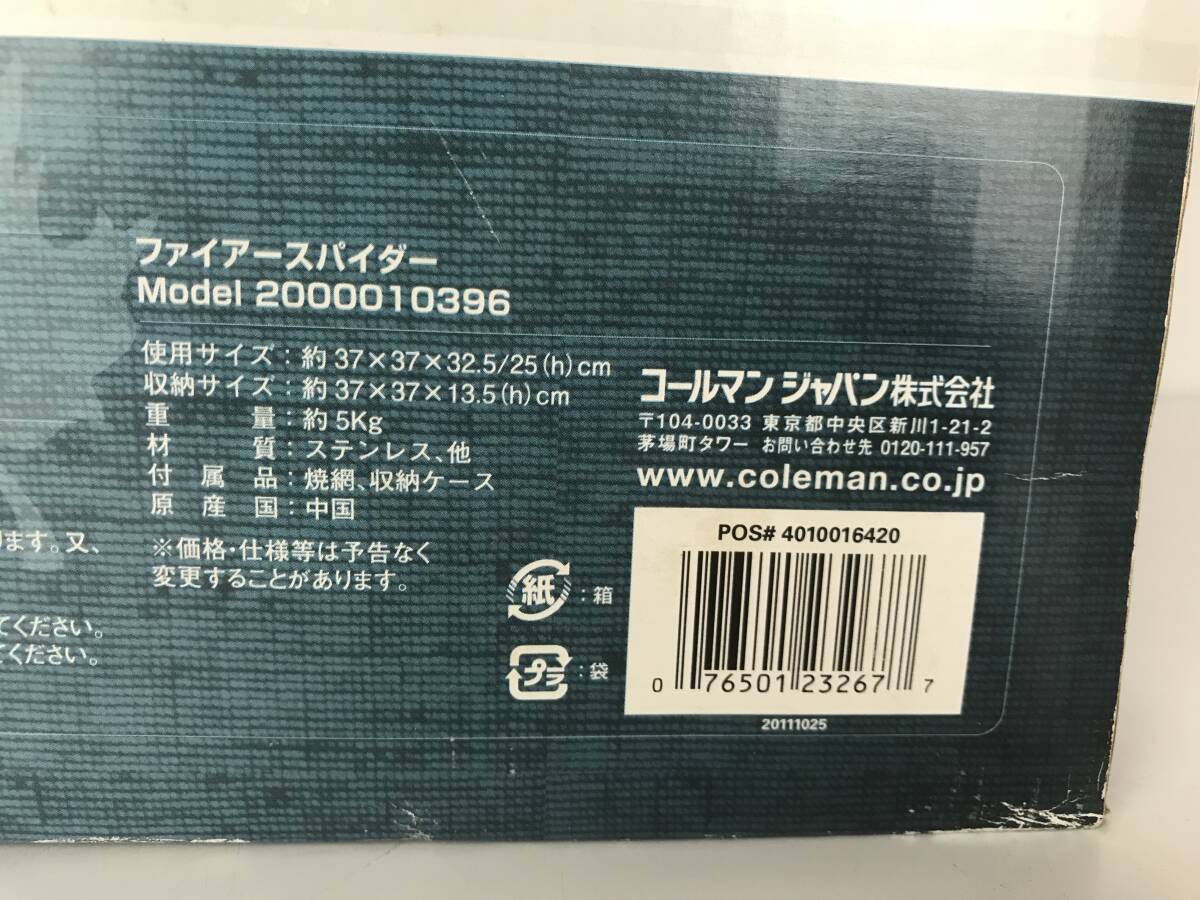 ファイアースパイダー
Model 2000010396
使用サイズ：約 37×37×32.5/25(h)cm
収納サイズ：約 37×37×13.5(h)cm
重量：約 5Kg
材質：ステンレス、他
付属品：焼網、収納ケース
原産国：中国
※価格・仕様等は予告なく
変更することがあります。
ります。又、
てください。
ください。
コールマン ジャパン株式会社
〒104-0033 東京都中央区新川1-21-2
茅場町タワー お問い合わせ先 0120-111-957
www.coleman.co.jp
紙：箱
プラ：袋
POS# 4010016420
0 76501 23267 7
20111025